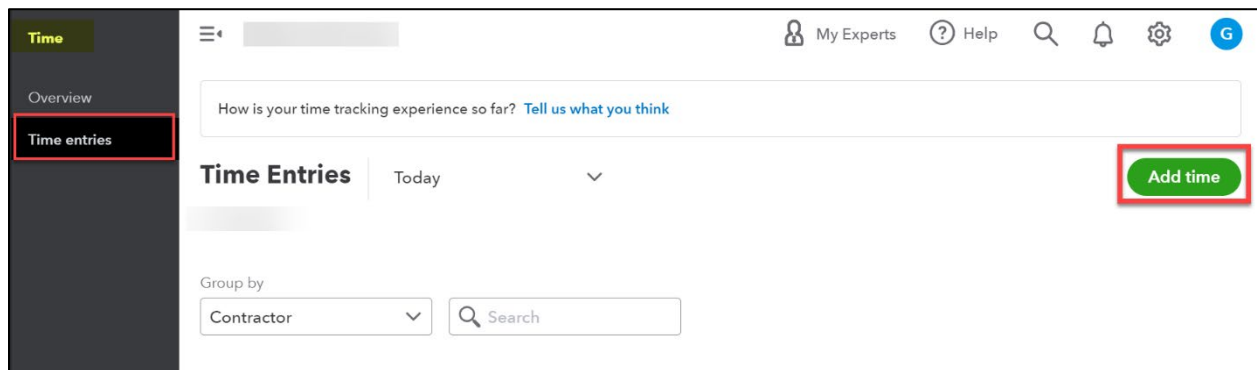 Time
Overview
Time entries
My Experts
? Help
G
How is your time tracking experience so far? Tell us what you think
Time Entries
Today
Add time
Group by
Contractor
Search